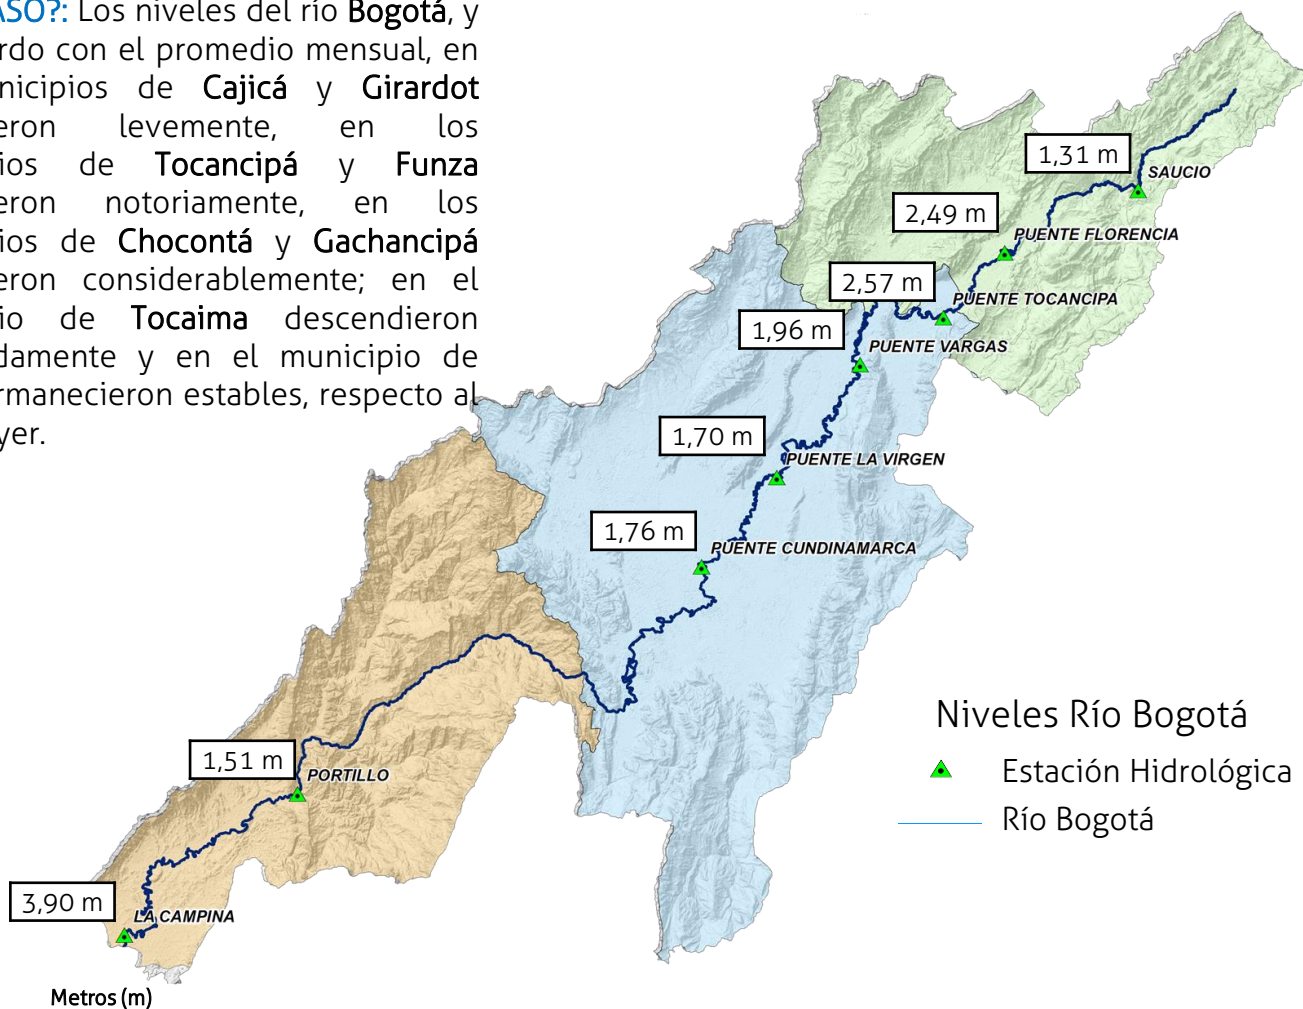 ASO?: Los niveles del río Bogotá, y
rdo con el promedio mensual, en
nicipios de Cajicá y Girardot
eron levemente, en los
ios de Tocancipá y Funza
eron notoriamente, en los
ios de Chocontá y Gachancipá
eron considerablemente; en el
io de Tocaima descendieron
damente y en el municipio de
rmanecieron estables, respecto al
yer.
1,31 m
SAUCIO
2,49 m
PUENTE FLORENCIA
2,57 m
PUENTE TOCANCIPA
1,96 m
PUENTE VARGAS
1,70 m
PUENTE LA VIRGEN
1,76 m
PUENTE CUNDINAMARCA
Niveles Río Bogotá
Estación Hidrológica
Río Bogotá
1,51 m
PORTILLO
3,90 m
LA CAMPINA
Metros (m)